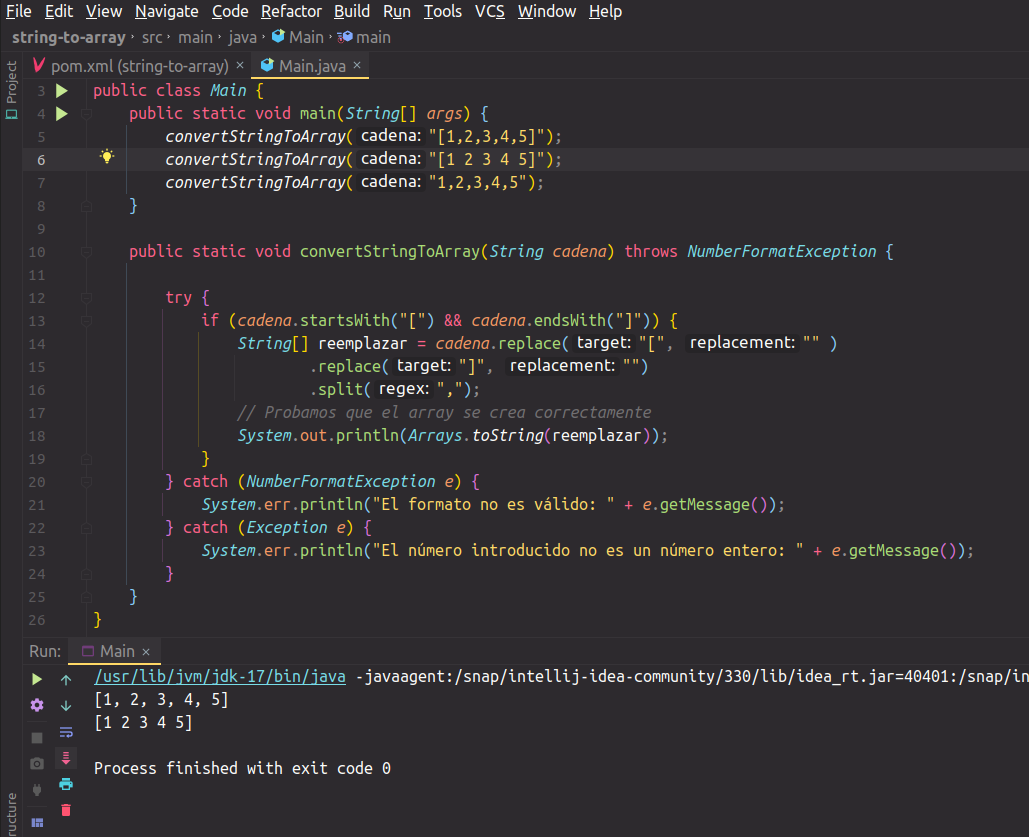 File Edit View Navigate Code Refactor Build Run Tools VCS Window Help
string-to-array src main java Main main
pom.xml (string-to-array) × Main.java ×
Project
3 public class Main {
4 public static void main(String[] args) {
5 convertStringToArray( cadena: "[1,2,3,4,5]");
6 convertStringToArray( cadena: "[1 2 3 4 5]");
7 convertStringToArray( cadena: "1,2,3,4,5");
8 }
9
10 public static void convertStringToArray(String cadena) throws NumberFormatException {
11
12 try {
13 if (cadena.startsWith("[") && cadena.endsWith("]")) {
14 String[] reemplazar = cadena.replace( target: "[", replacement: "" )
15 .replace( target: "]", replacement: "")
16 .split( regex: ",");
17 // Probamos que el array se crea correctamente
18 System.out.println(Arrays.toString(reemplazar));
19 }
20 } catch (NumberFormatException e) {
21 System.err.println("El formato no es válido: " + e.getMessage());
22 } catch (Exception e) {
23 System.err.println("El número introducido no es un número entero: " + e.getMessage());
24 }
25 }
26 }
Run: Main ×
/usr/lib/jvm/jdk-17/bin/java -javaagent:/snap/intellij-idea-community/330/lib/idea_rt.jar=40401:/snap/in
[1, 2, 3, 4, 5]
[1 2 3 4 5]
Process finished with exit code 0
ructure